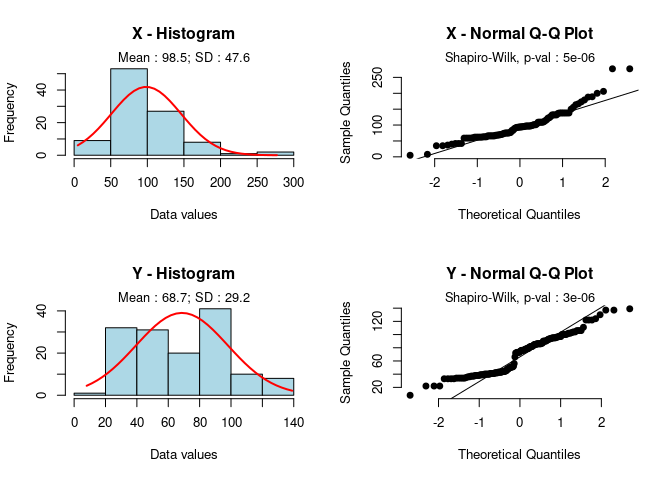 X - Histogram
Mean : 98.5; SD : 47.6
Frequency
0 20 40
0 50 100 150 200 250 300
Data values
X - Normal Q-Q Plot
Shapiro-Wilk, p-val : 5e-06
Sample Quantiles
0 100 250
-2 -1 0 1 2
Theoretical Quantiles
Y - Histogram
Mean : 68.7; SD : 29.2
Frequency
0 20 40
0 20 40 60 80 100 140
Data values
Y - Normal Q-Q Plot
Shapiro-Wilk, p-val : 3e-06
Sample Quantiles
20 60 120
-2 -1 0 1 2
Theoretical Quantiles